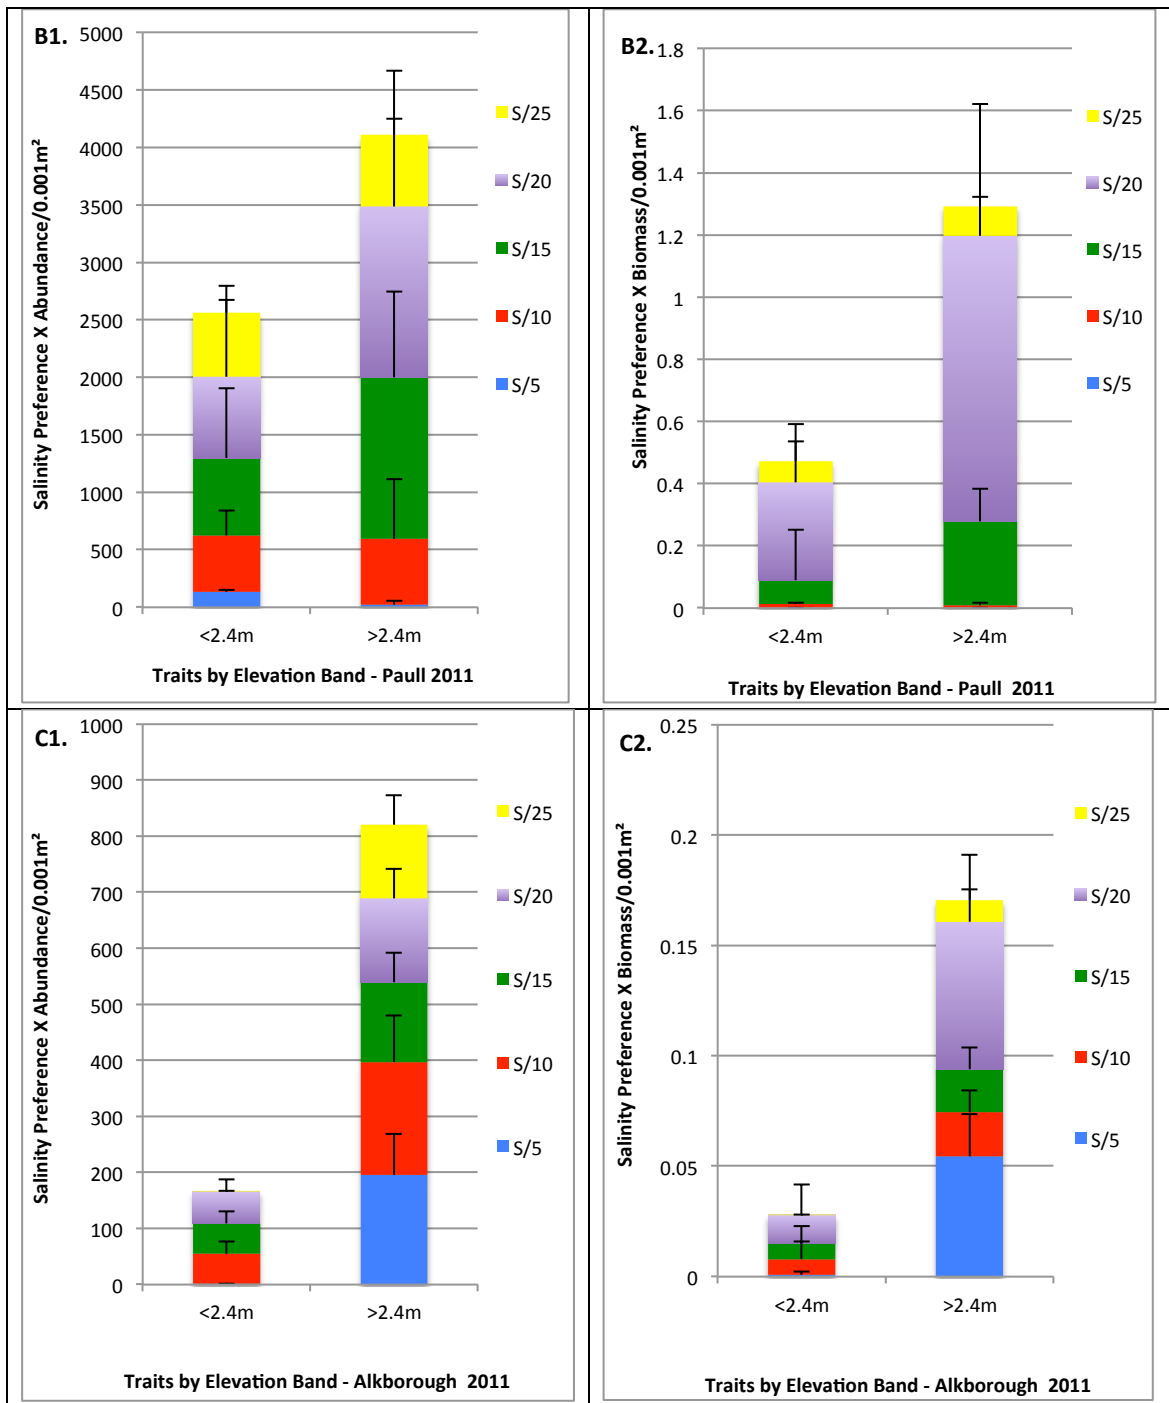 B1.
Salinity Preference X Abundance/0.001m²
5000
4500
4000
3500
3000
2500
2000
1500
1000
500
0
<2.4m
>2.4m
Traits by Elevation Band - Paull 2011
S/25
S/20
S/15
S/10
S/5
B2.
Salinity Preference X Biomass/0.001m²
1.8
1.6
1.4
1.2
1
0.8
0.6
0.4
0.2
0
<2.4m
>2.4m
Traits by Elevation Band - Paull 2011
S/25
S/20
S/15
S/10
S/5
C1.
Salinity Preference X Abundance/0.001m²
1000
900
800
700
600
500
400
300
200
100
0
<2.4m
>2.4m
Traits by Elevation Band - Alkborough 2011
S/25
S/20
S/15
S/10
S/5
C2.
Salinity Preference X Biomass/0.001m²
0.25
0.2
0.15
0.1
0.05
0
<2.4m
>2.4m
Traits by Elevation Band - Alkborough 2011
S/25
S/20
S/15
S/10
S/5